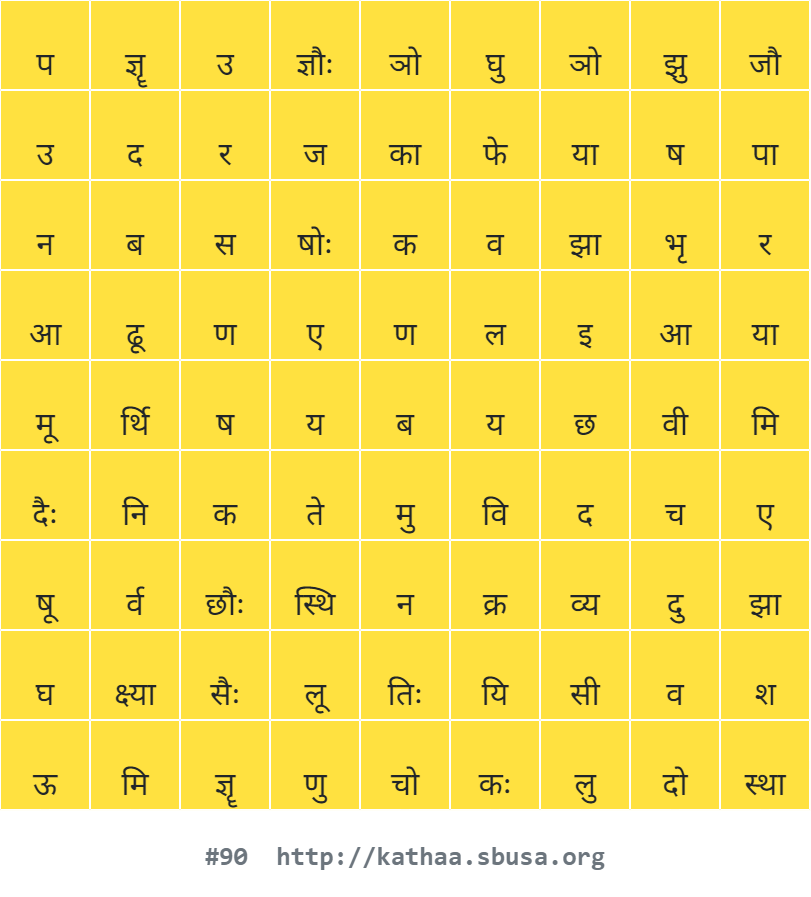 प ज्ञॄ उ ज्ञौः ञो घु ञो झु जौ
उ द र ज का फे या ष पा
न ब स षोः क व झा भृ र
आ ढू ण ए ण ल इ आ या
मू र्थि ष य ब य छ वी मि
दैः नि क ते मु वि द च ए
षू र्व छौः स्थि न क्र व्य दु झा
घ क्ष्या सैः लू तिः यि सी व श
ऊ मि ज्ञॄ णु चो कः लु दो स्था
#90 http://kathaa.sbusa.org